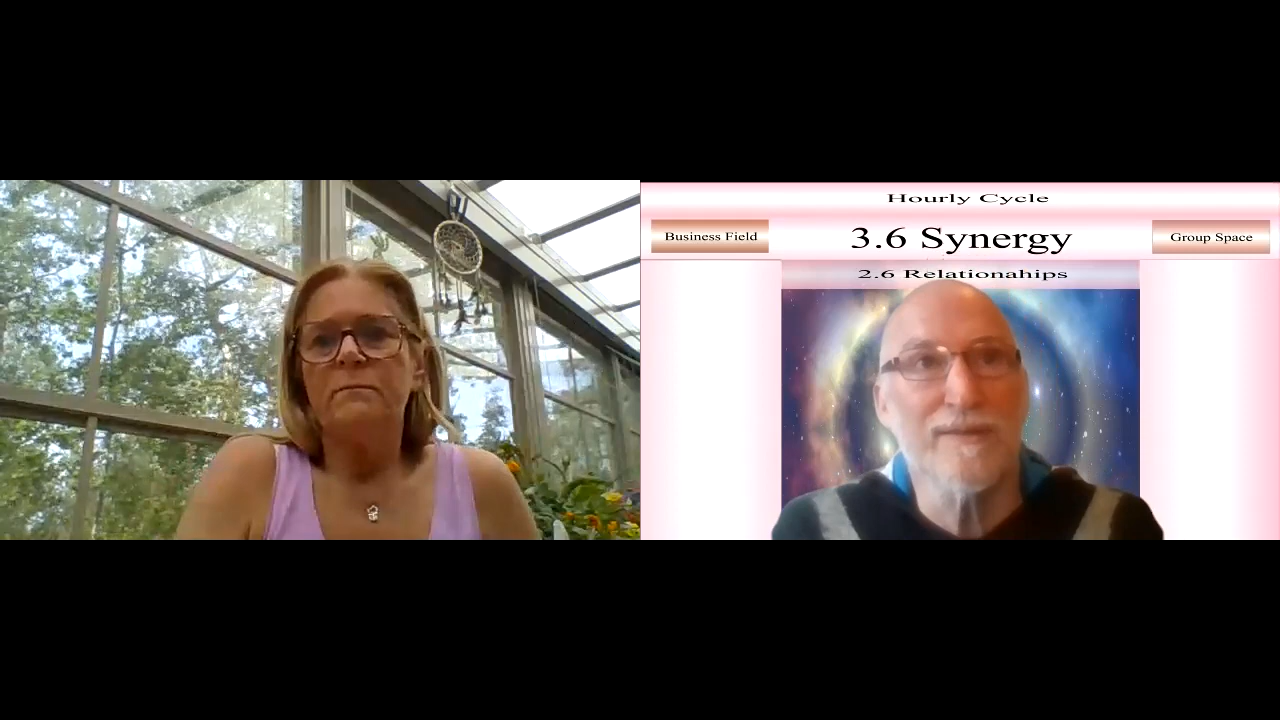 Hourly Cycle
Business Field
3.6 Synergy
Group Space
2.6 Relationahips